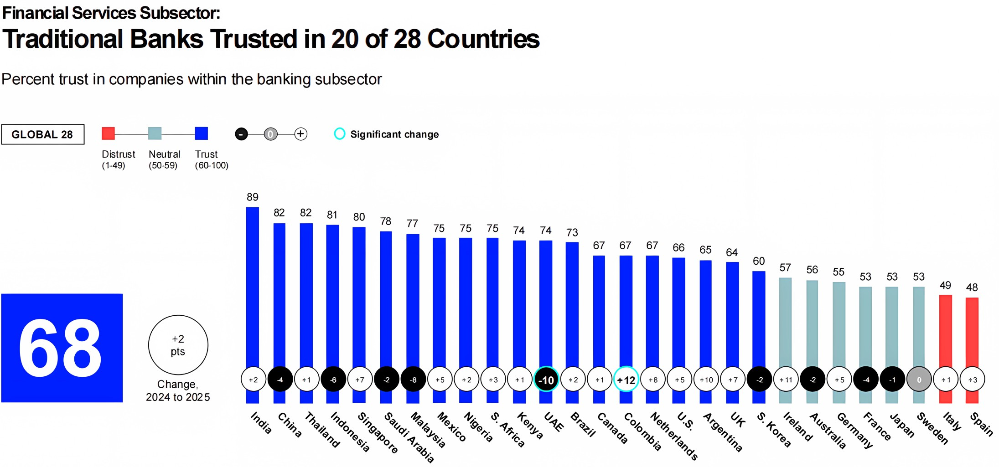 Financial Services Subsector:
Traditional Banks Trusted in 20 of 28 Countries
Percent trust in companies within the banking subsector
GLOBAL 28
- 0 +
Significant change
Distrust Neutral Trust
(1-49) (50-59) (60-100)
89 82 82 81 80 78 77 75 75 75 74 74 73 67 67 67 66 65 64 60 57 56 55 53 53 53 49 48
68
+2
pts
Change,
2024 to 2025
+2 -4 +1 -6 +7 -2 -8 +5 +2 +3 +1 -10 +2 +1 +12 +8 +5 +10 +7 -2 +11 -2 +5 -4 -1 0 +1 +3
India
China
Thailand
Indonesia
Singapore
Saudi Arabia
Malaysia
Mexico
Nigeria
S. Africa
Kenya
UAE
Brazil
Canada
Colombia
Netherlands
U.S.
Argentina
UK
S. Korea
Ireland
Australia
Germany
France
Japan
Sweden
Italy
Spain